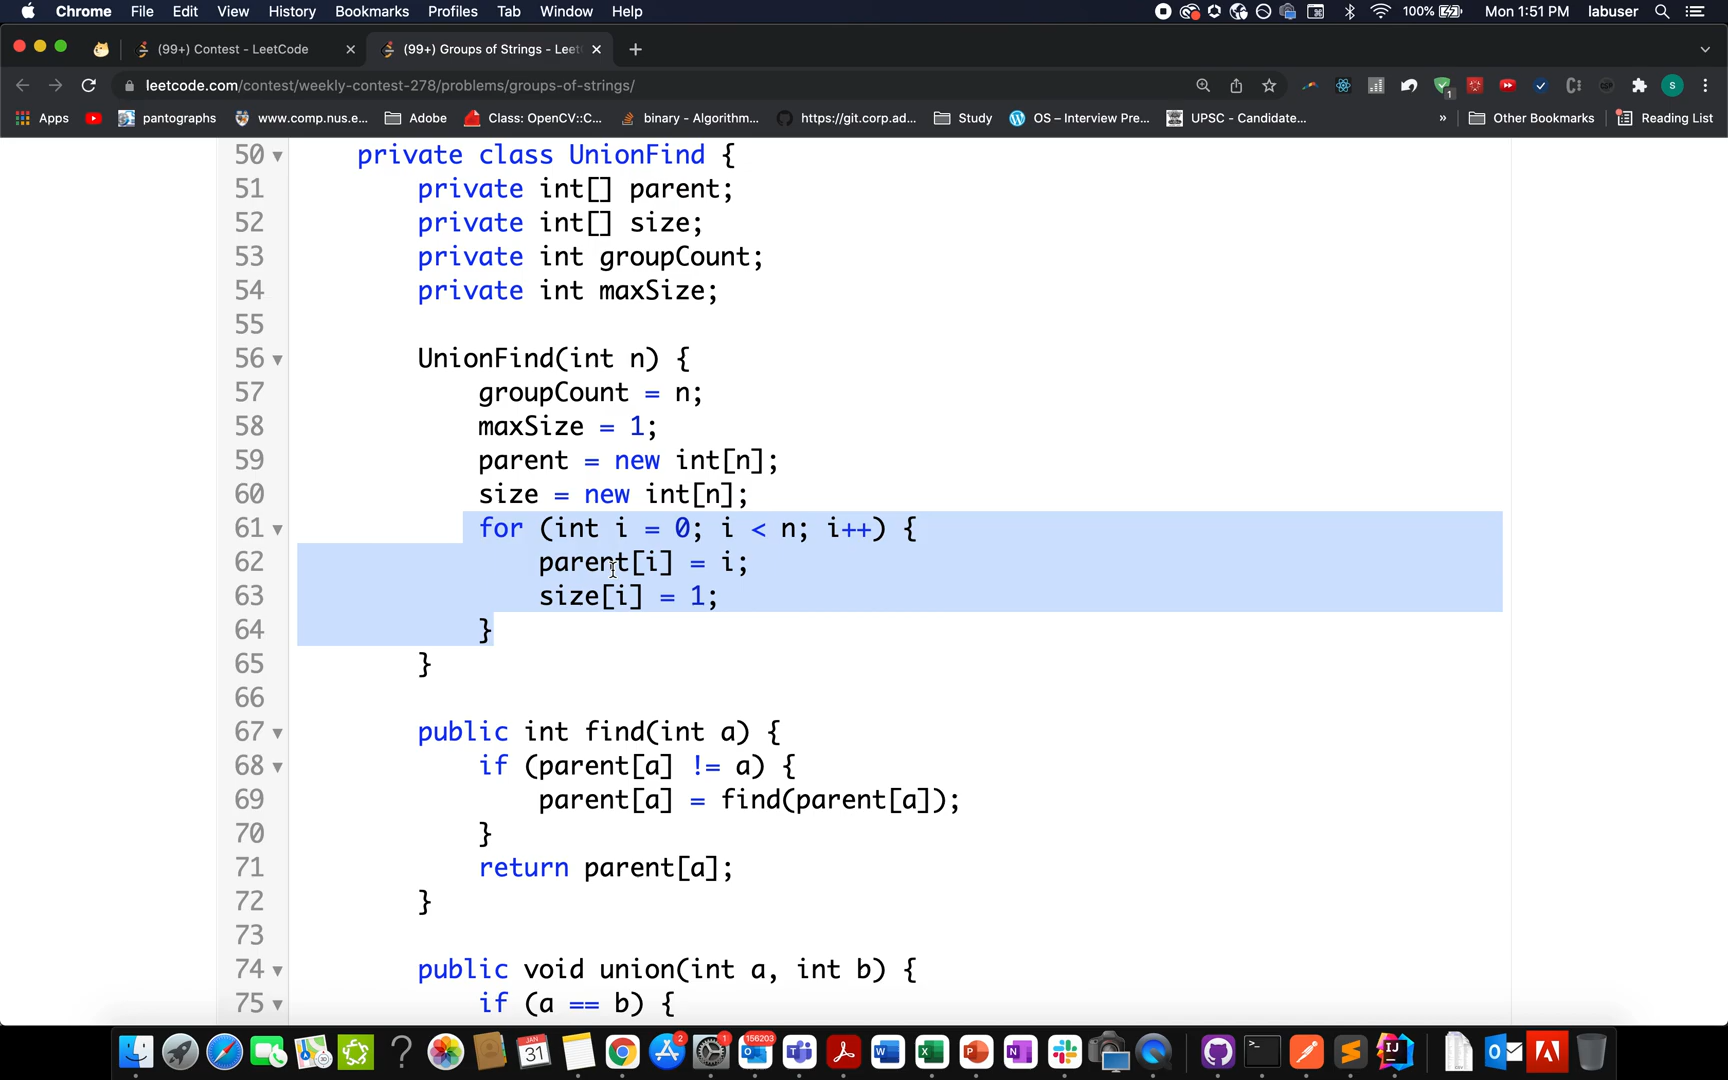 Chrome File Edit View History Bookmarks Profiles Tab Window Help 100% Mon 1:51 PM labuser
(99+) Contest - LeetCode (99+) Groups of Strings - Leet
leetcode.com/contest/weekly-contest-278/problems/groups-of-strings/
Apps pantographs www.comp.nus.e... Adobe Class: OpenCV::C... binary - Algorithm... https://git.corp.ad... Study OS – Interview Pre... UPSC - Candidate... » Other Bookmarks Reading List
50 private class UnionFind {
51 private int[] parent;
52 private int[] size;
53 private int groupCount;
54 private int maxSize;
55
56 UnionFind(int n) {
57 groupCount = n;
58 maxSize = 1;
59 parent = new int[n];
60 size = new int[n];
61 for (int i = 0; i < n; i++) {
62 parent[i] = i;
63 size[i] = 1;
64 }
65 }
66
67 public int find(int a) {
68 if (parent[a] != a) {
69 parent[a] = find(parent[a]);
70 }
71 return parent[a];
72 }
73
74 public void union(int a, int b) {
75 if (a == b) {